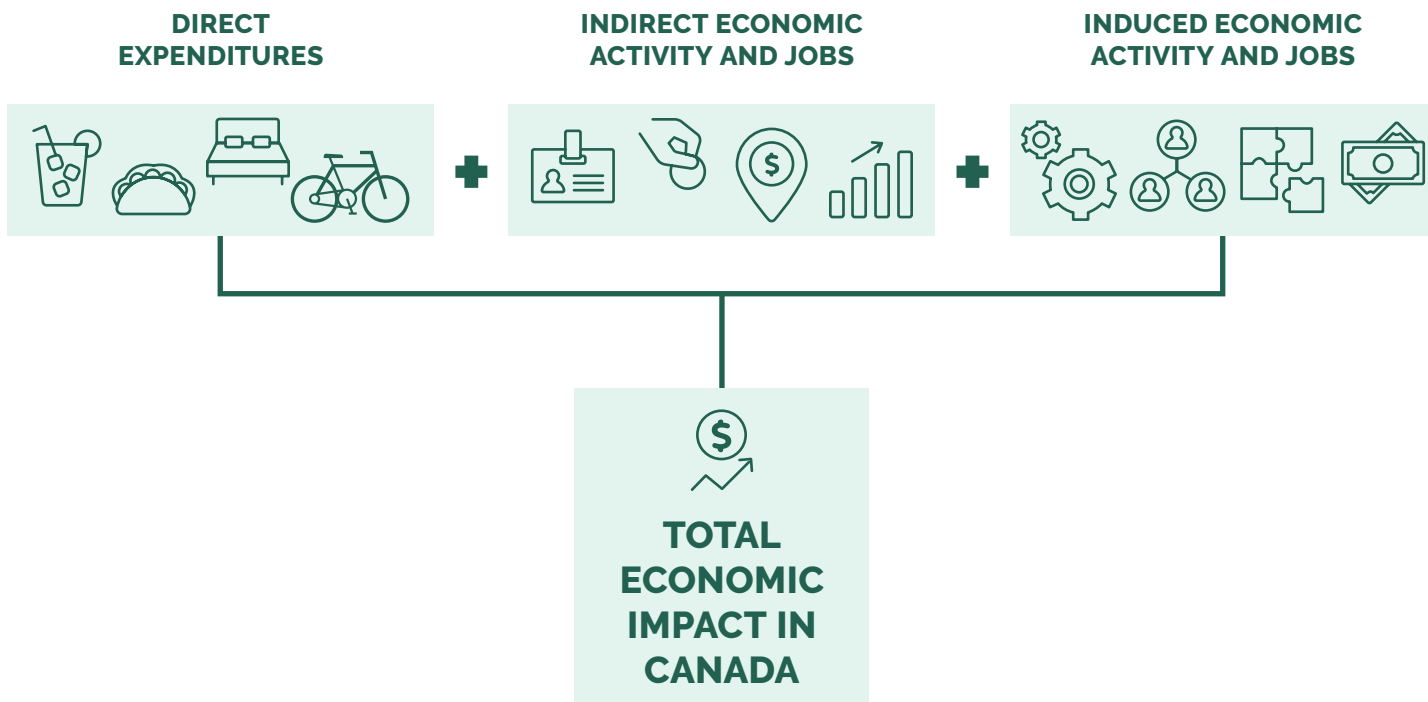 DIRECT
EXPENDITURES
INDIRECT ECONOMIC
ACTIVITY AND JOBS
INDUCED ECONOMIC
ACTIVITY AND JOBS
$
$
TOTAL
ECONOMIC
IMPACT IN
CANADA